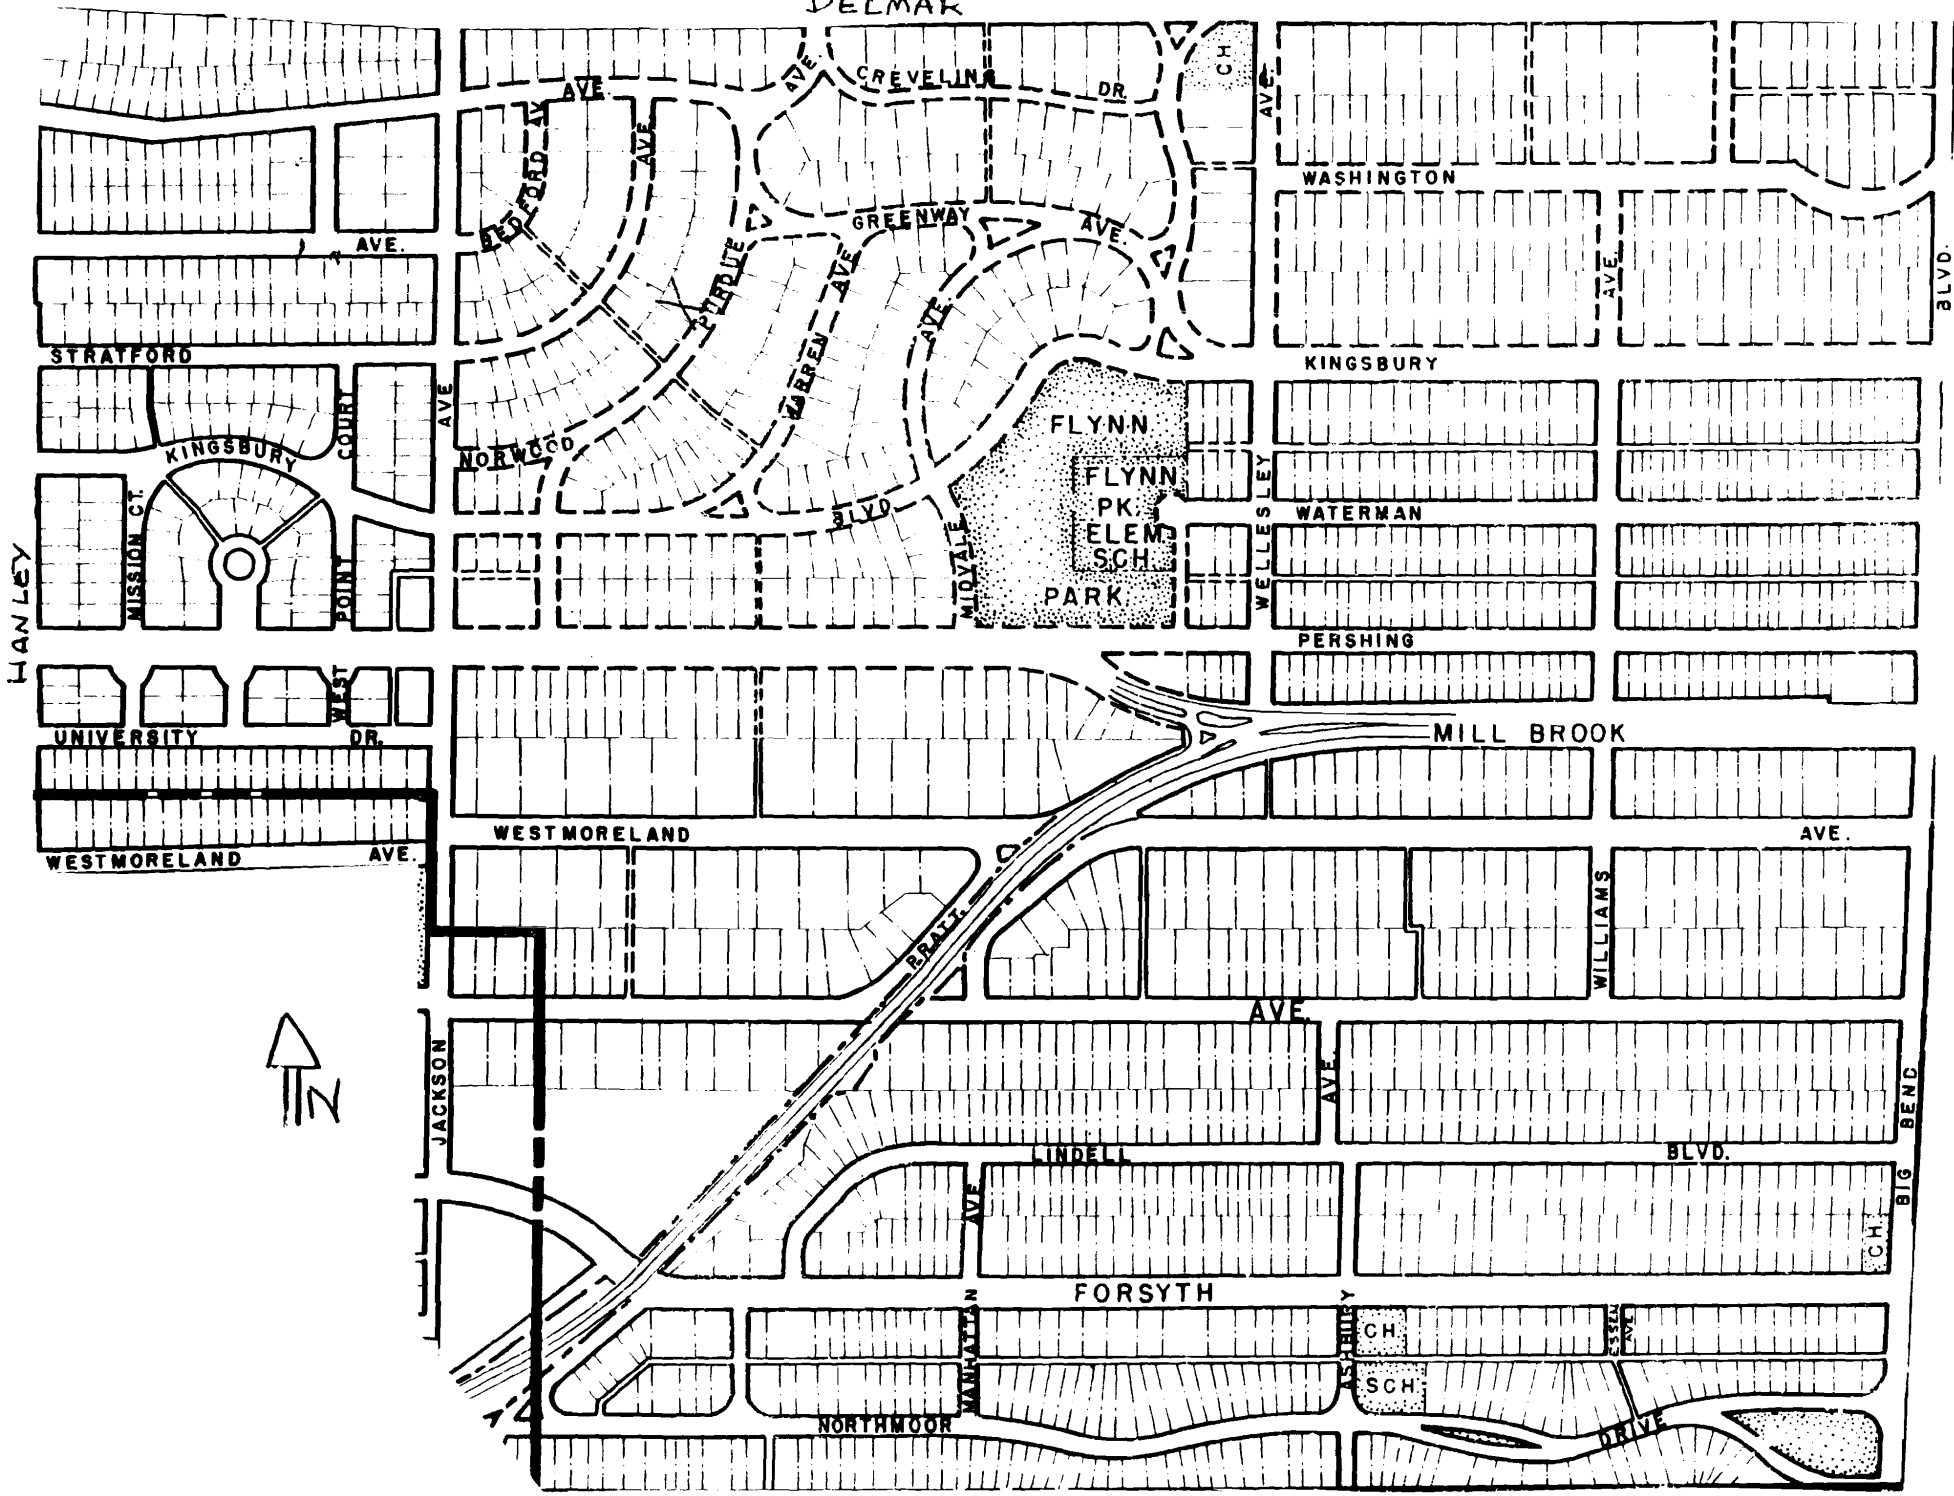 DELMAR
CH
CREVELING
DR.
AVE.
AVE
AVE.
BEDFORD AV
AVE
WASHINGTON
AVE.
GREENWAY
AVE.
PURDUE
AVE
WARREN
AVE
AVE.
BLVD.
STRATFORD
KINGSBURY
COURT
AVE
NORWOOD
KINGSBURY
FLYNN
FLYNN
PK.
ELEM
SCH
PARK
MISSION CT.
BLVD
MIDVALE
WELLESLEY
WATERMAN
HANLEY
POINT
PERSHING
WEST
UNIVERSITY
DR.
MILL BROOK
WESTMORELAND
AVE.
WESTMORELAND
AVE.
PRATT
WILLIAMS
AVE.
N
JACKSON
AVE.
BIG BEND
LINDELL
BLVD.
AVE
CH
FORSYTH
MANHATTAN
ASHBURY
CH
ESSEX
AVE
SCH
NORTHMOOR
DRIVE